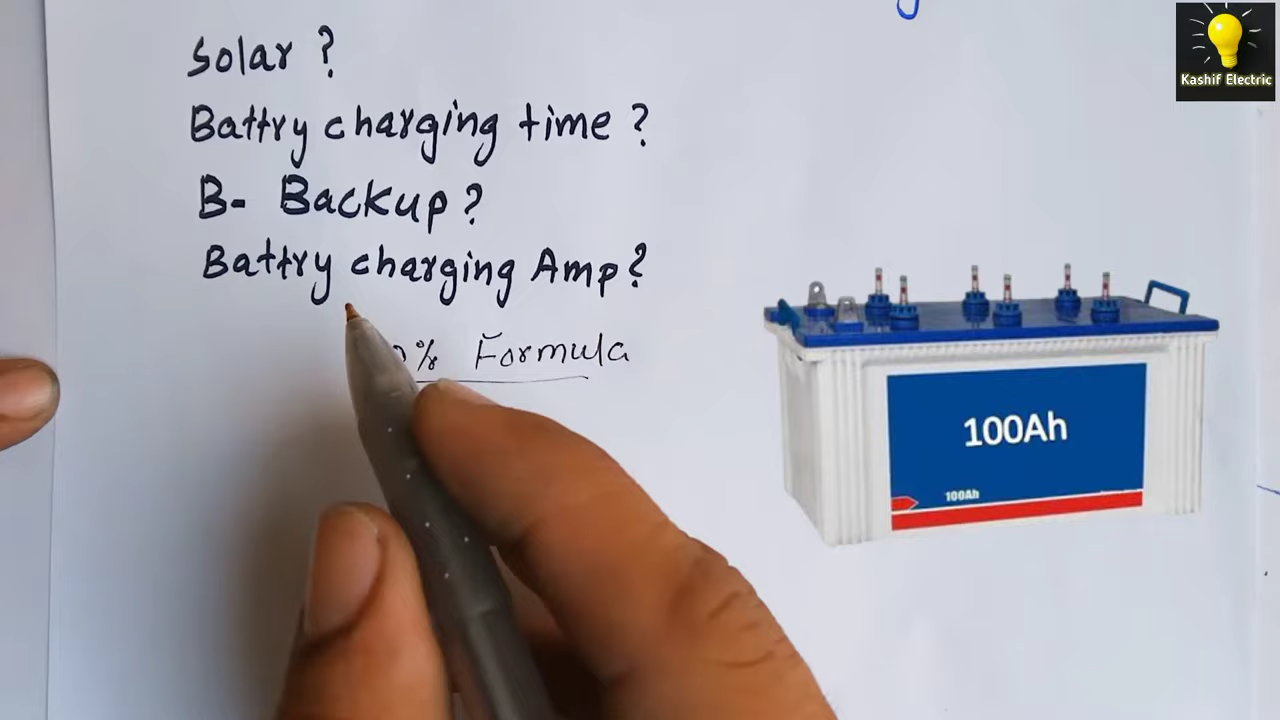 Solar ?
Battry charging time ?
B- Backup ?
Battry charging Amp ?
% Formula
100Ah
100Ah
Kashif Electric